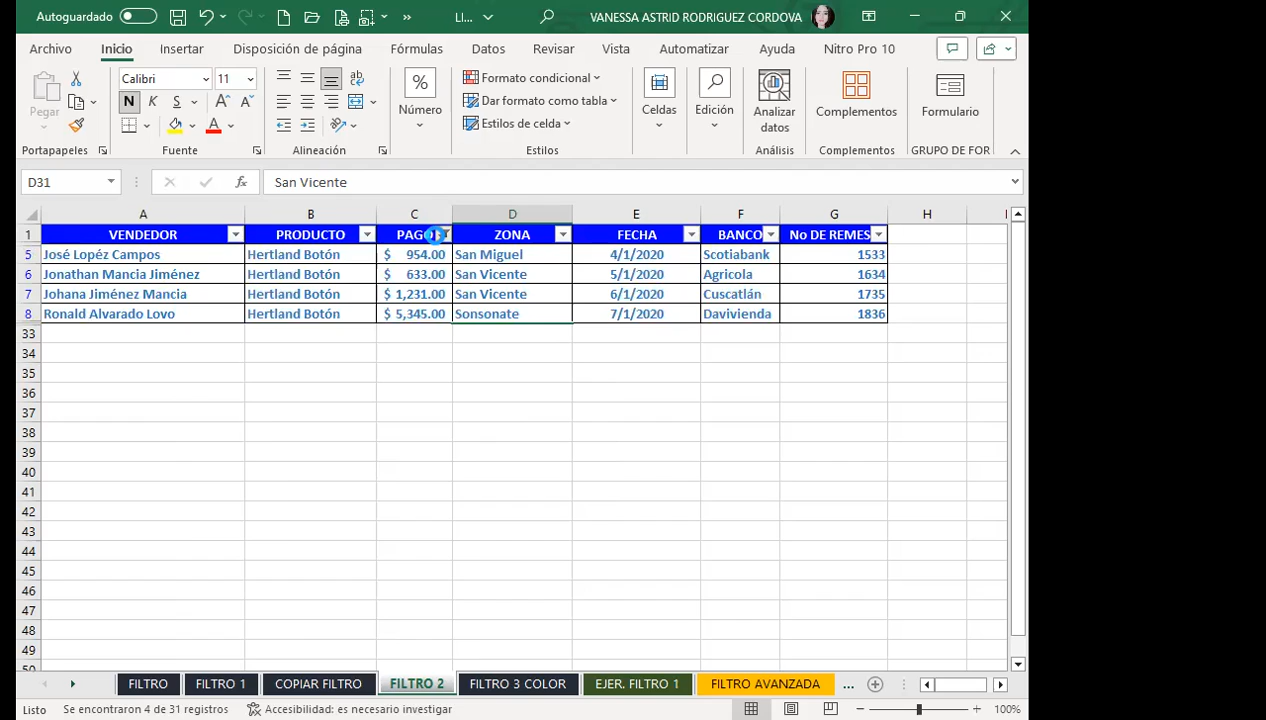 Autoguardado LI... VANESSA ASTRID RODRIGUEZ CORDOVA
Archivo Inicio Insertar Disposición de página Fórmulas Datos Revisar Vista Automatizar Ayuda Nitro Pro 10
Pegar
Calibri 11
N K S
Número
Formato condicional
Dar formato como tabla
Estilos de celda
Celdas
Edición
Analizar datos
Complementos
Formulario
Portapapeles Fuente Alineación Estilos Análisis Complementos GRUPO DE FOR
D31 fx San Vicente
A B C D E F G H I
1 VENDEDOR PRODUCTO PAGO ZONA FECHA BANCO No DE REMES
5 José Lopéz Campos Hertland Botón $ 954.00 San Miguel 4/1/2020 Scotiabank 1533
6 Jonathan Mancia Jiménez Hertland Botón $ 633.00 San Vicente 5/1/2020 Agricola 1634
7 Johana Jiménez Mancia Hertland Botón $ 1,231.00 San Vicente 6/1/2020 Cuscatlán 1735
8 Ronald Alvarado Lovo Hertland Botón $ 5,345.00 Sonsonate 7/1/2020 Davivienda 1836
33
34
35
36
37
38
39
40
41
42
43
44
45
46
47
48
49
50
FILTRO FILTRO 1 COPIAR FILTRO FILTRO 2 FILTRO 3 COLOR EJER. FILTRO 1 FILTRO AVANZADA ...
Listo Se encontraron 4 de 31 registros Accesibilidad: es necesario investigar 100%